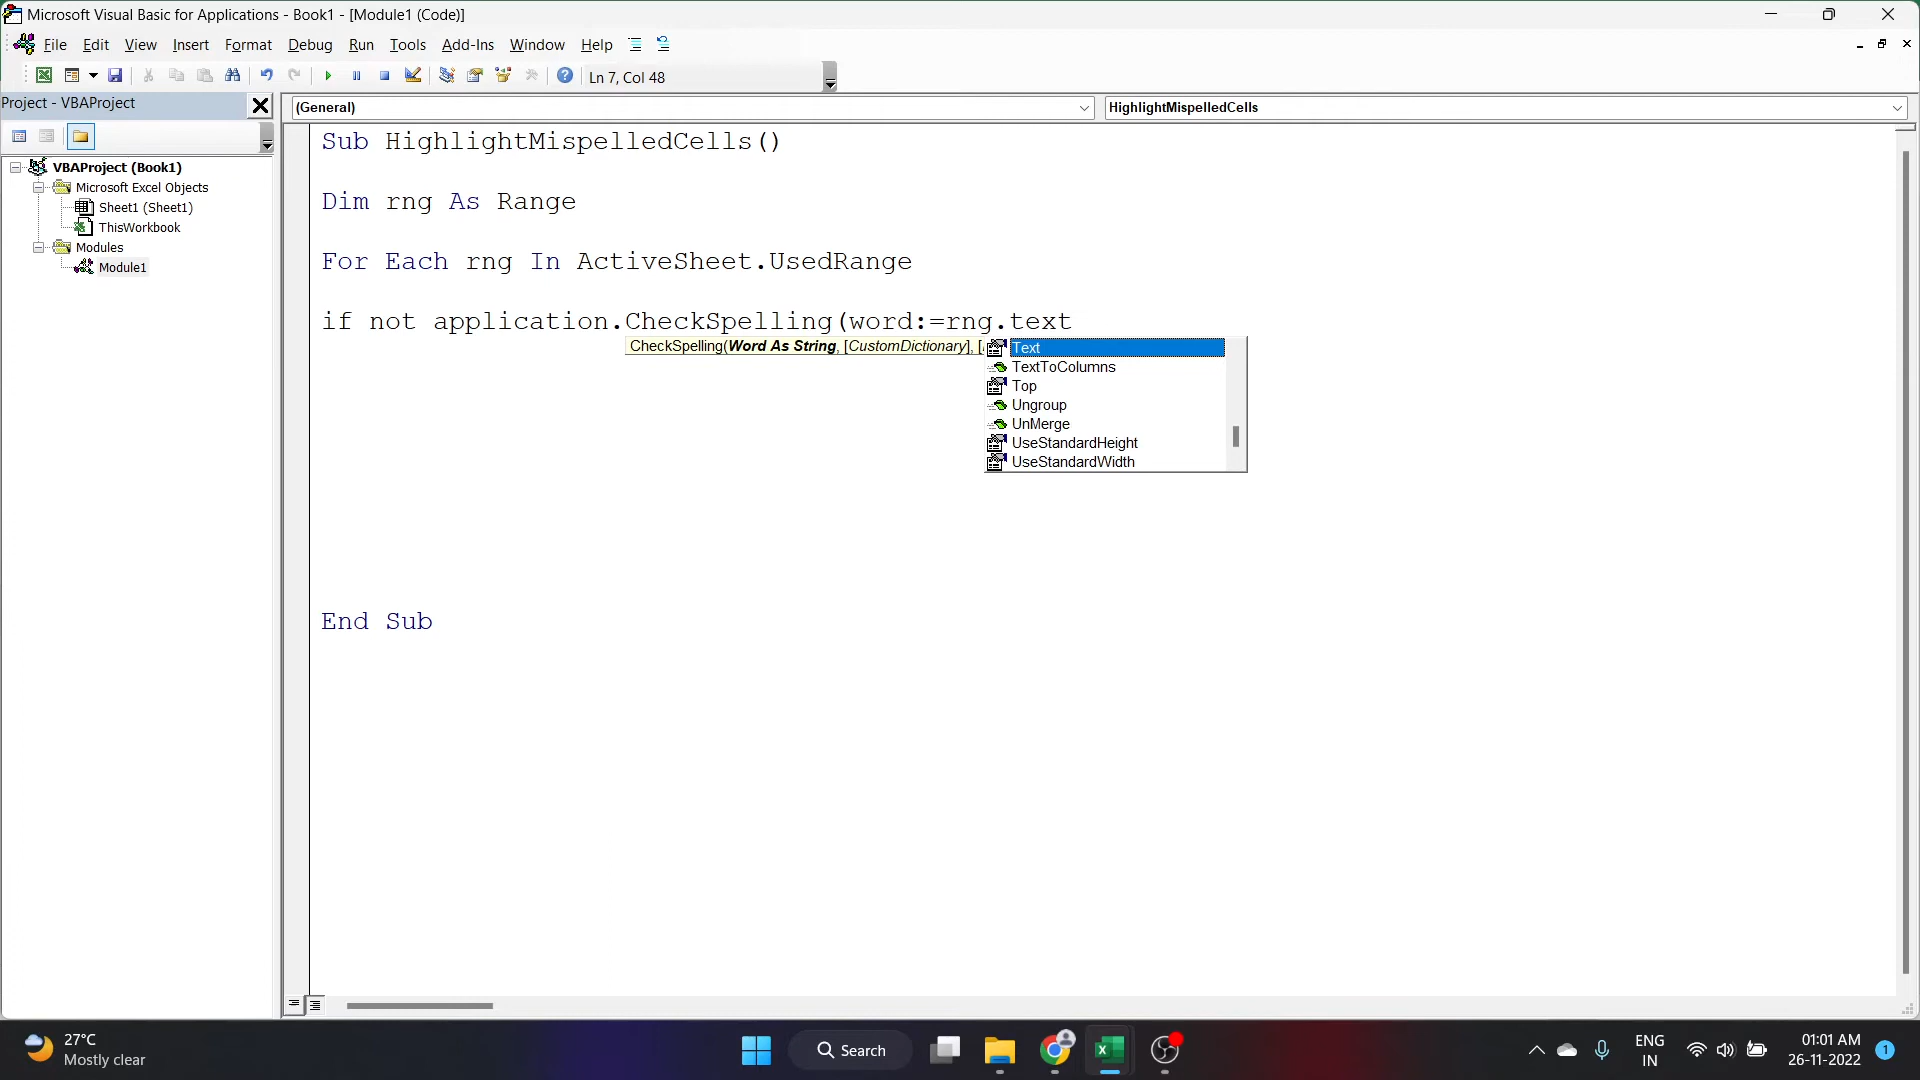 Microsoft Visual Basic for Applications - Book1 - [Module1 (Code)]
File Edit View Insert Format Debug Run Tools Add-Ins Window Help
Ln 7, Col 48
Project - VBAProject
(General)
HighlightMispelledCells
VBAProject (Book1)
Microsoft Excel Objects
Sheet1 (Sheet1)
ThisWorkbook
Modules
Module1
Sub HighlightMispelledCells()
Dim rng As Range
For Each rng In ActiveSheet.UsedRange
if not application.CheckSpelling(word:=rng.text
CheckSpelling(Word As String, [CustomDictionary], [
Text
TextToColumns
Top
Ungroup
UnMerge
UseStandardHeight
UseStandardWidth
End Sub
27°C
Mostly clear
Search
ENG
IN
01:01 AM
26-11-2022
1